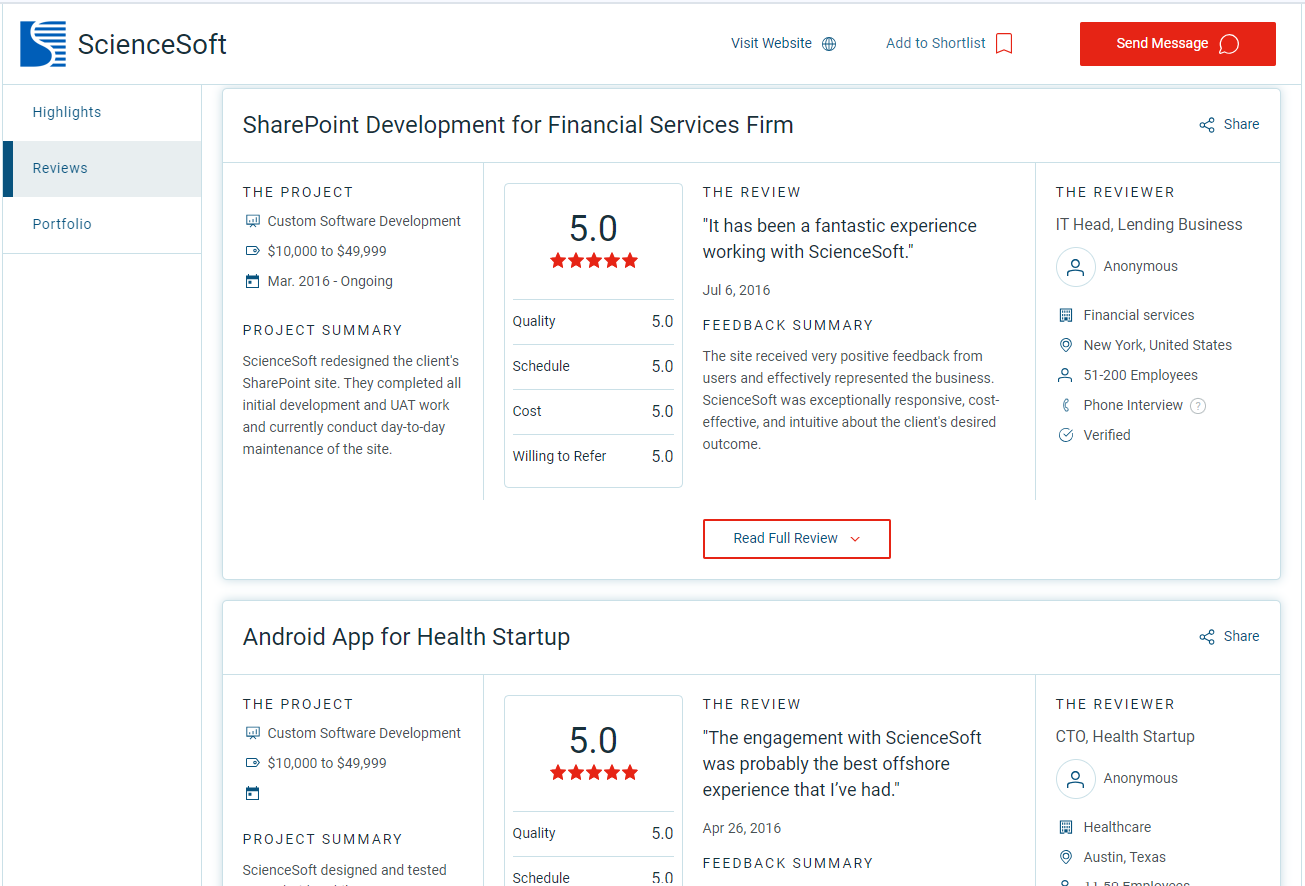 ScienceSoft
Visit Website
Add to Shortlist
Send Message
Highlights
Reviews
Portfolio
SharePoint Development for Financial Services Firm
Share
THE PROJECT
Custom Software Development
$10,000 to $49,999
Mar. 2016 - Ongoing
PROJECT SUMMARY
ScienceSoft redesigned the client's
SharePoint site. They completed all
initial development and UAT work
and currently conduct day-to-day
maintenance of the site.
5.0
Quality 5.0
Schedule 5.0
Cost 5.0
Willing to Refer 5.0
THE REVIEW
"It has been a fantastic experience
working with ScienceSoft."
Jul 6, 2016
FEEDBACK SUMMARY
The site received very positive feedback from
users and effectively represented the business.
ScienceSoft was exceptionally responsive, cost-
effective, and intuitive about the client's desired
outcome.
Read Full Review
THE REVIEWER
IT Head, Lending Business
Anonymous
Financial services
New York, United States
51-200 Employees
Phone Interview ?
Verified
Android App for Health Startup
Share
THE PROJECT
Custom Software Development
$10,000 to $49,999
PROJECT SUMMARY
ScienceSoft designed and tested
5.0
Quality 5.0
Schedule 5.0
THE REVIEW
"The engagement with ScienceSoft
was probably the best offshore
experience that I’ve had."
Apr 26, 2016
FEEDBACK SUMMARY
THE REVIEWER
CTO, Health Startup
Anonymous
Healthcare
Austin, Texas
11-50 Employees